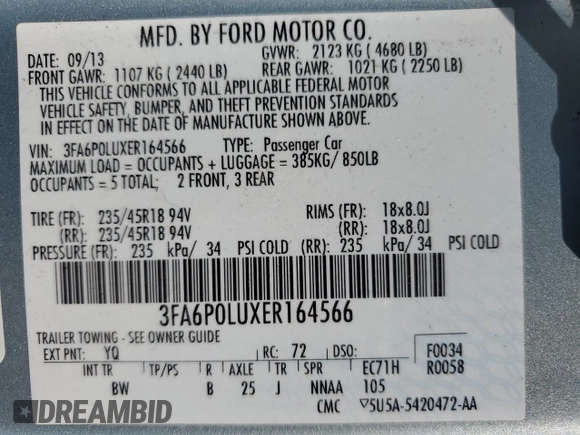 MFD. BY FORD MOTOR CO.
DATE: 09/13 GVWR: 2123 KG ( 4680 LB)
FRONT GAWR: 1107 KG ( 2440 LB) REAR GAWR: 1021 KG ( 2250 LB)
THIS VEHICLE CONFORMS TO ALL APPLICABLE FEDERAL MOTOR
VEHICLE SAFETY, BUMPER, AND THEFT PREVENTION STANDARDS
IN EFFECT ON THE DATE OF MANUFACTURE SHOWN ABOVE.
VIN: 3FA6P0LUXER164566 TYPE: Passenger Car
MAXIMUM LOAD = OCCUPANTS + LUGGAGE = 385KG/ 850LB
OCCUPANTS = 5 TOTAL; 2 FRONT, 3 REAR
TIRE (FR): 235/45R18 94V RIMS (FR): 18x8.0J
(RR): 235/45R18 94V (RR): 18x8.0J
PRESSURE (FR): 235 kPa/ 34 PSI COLD (RR): 235 kPa/ 34 PSI COLD
3FA6P0LUXER164566
TRAILER TOWING - SEE OWNER GUIDE
EXT PNT: YQ RC: 72 DSO: F0034
INT TR TP/PS R AXLE TR SPR EC71H R0058
BW B 25 J NNAA 105
CMC ▽5U5A-5420472-AA
DREAMBID